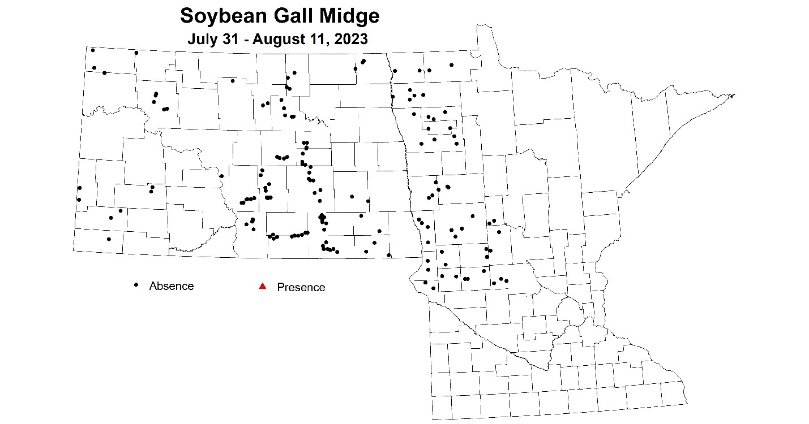 Soybean Gall Midge
July 31 - August 11, 2023
Absence Presence